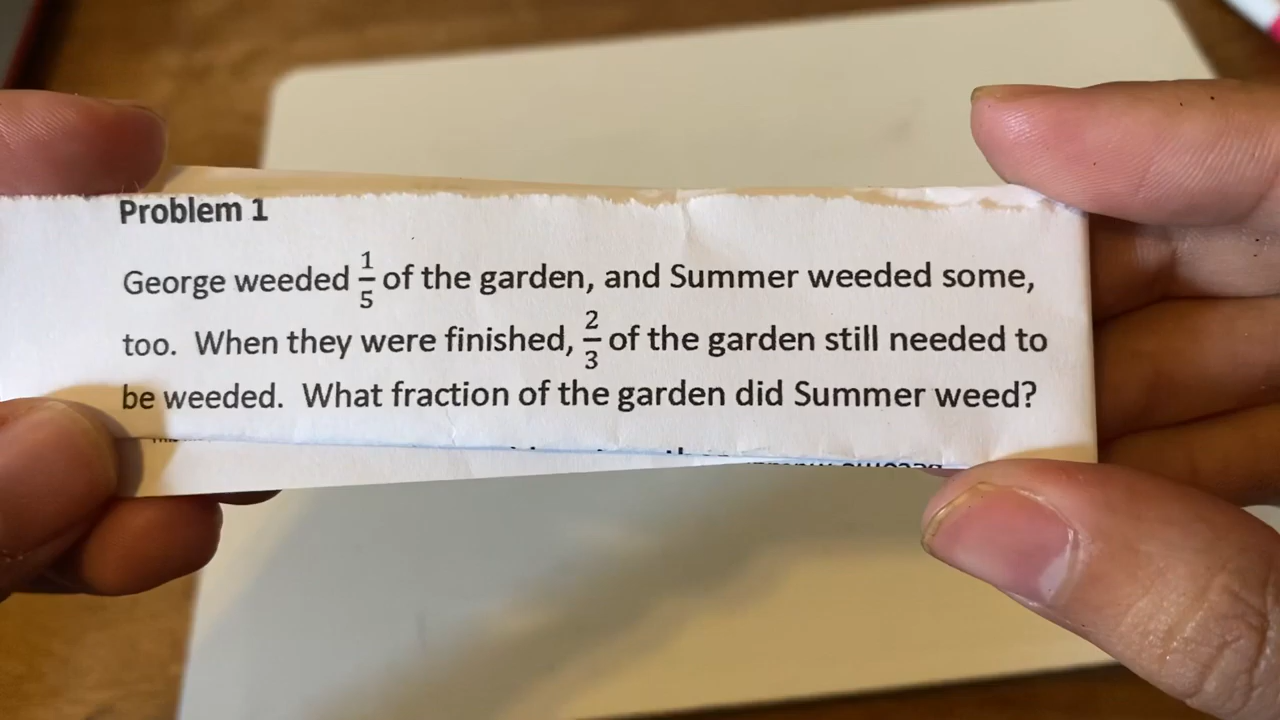 Problem 1
George weeded 1/5 of the garden, and Summer weeded some,
too. When they were finished, 2/3 of the garden still needed to
be weeded. What fraction of the garden did Summer weed?